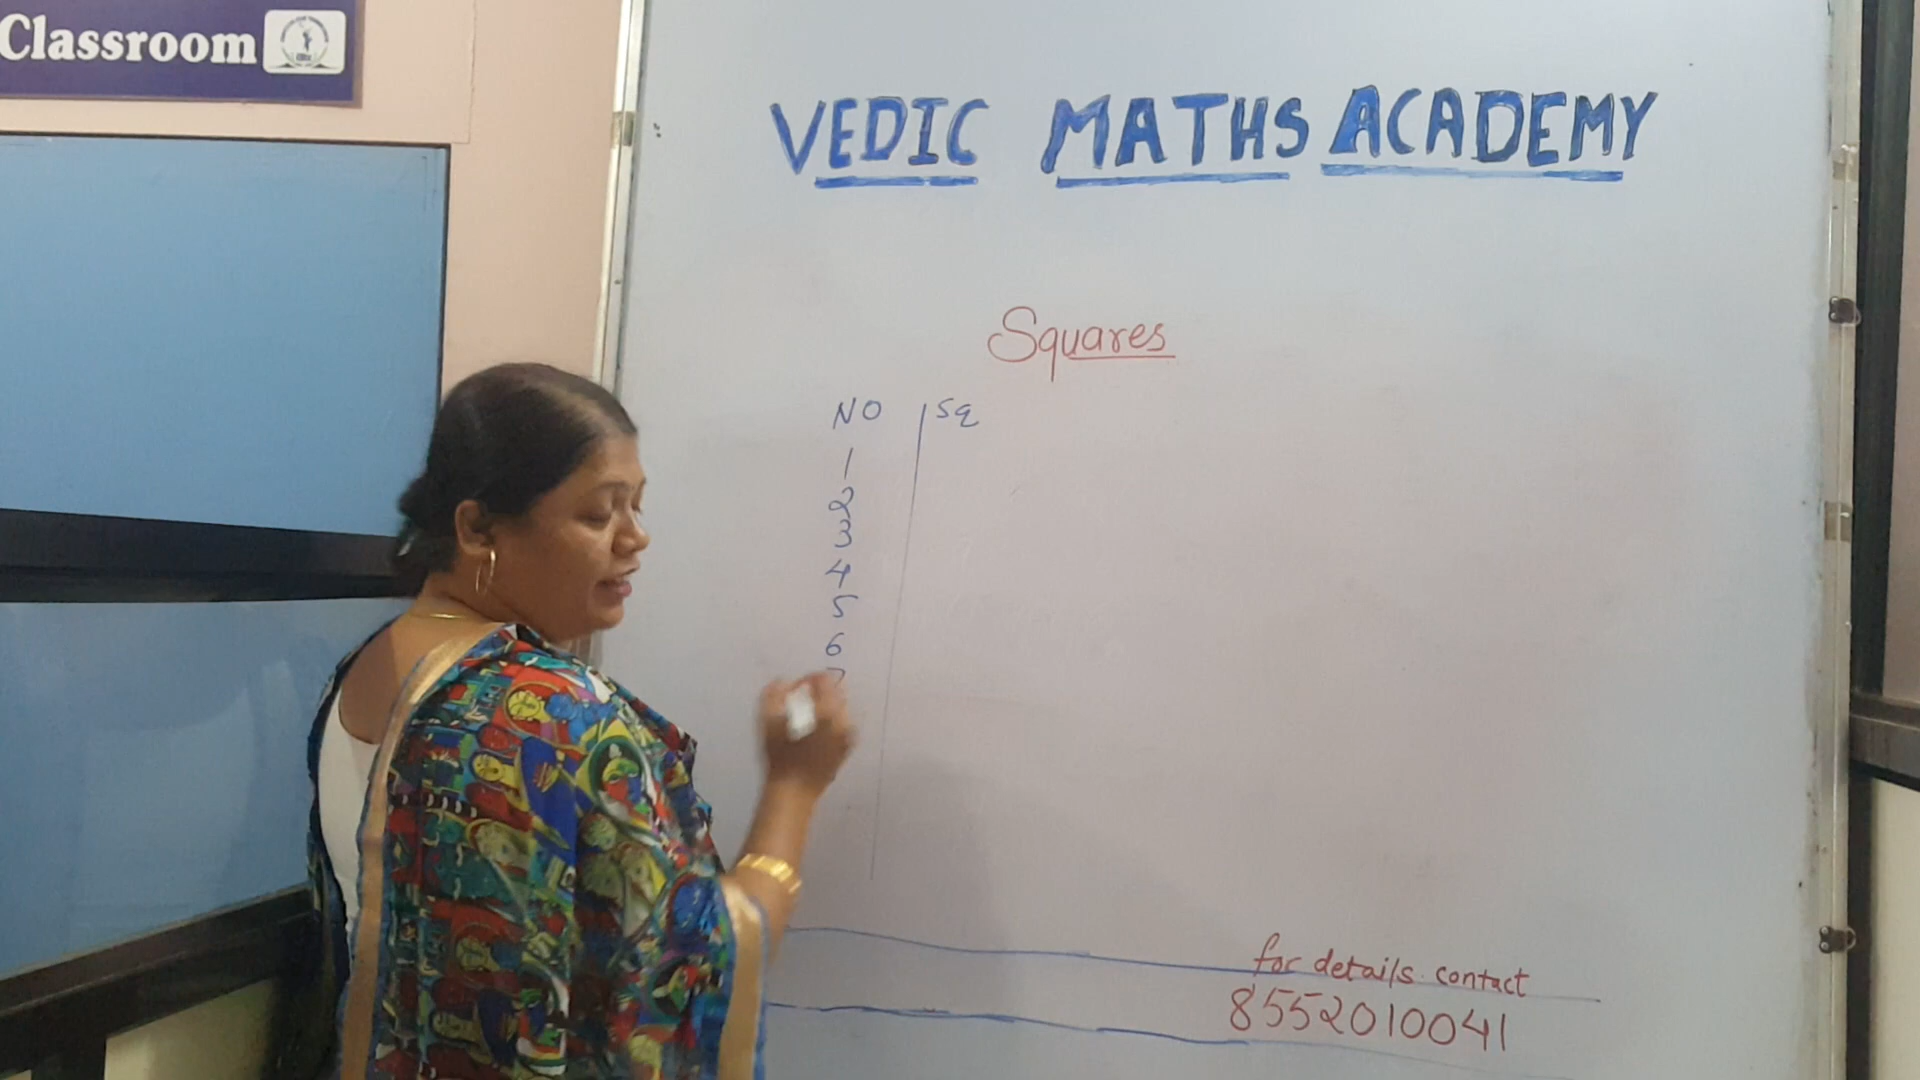 Classroom
VEDIC MATHS ACADEMY
Squares
NO | Sq
1
2
3
4
5
6
for details contact
8552010041